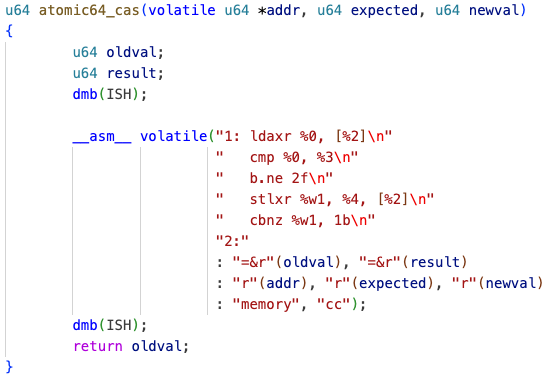 u64 atomic64_cas(volatile u64 *addr, u64 expected, u64 newval)
{
u64 oldval;
u64 result;
dmb(ISH);
__asm__ volatile("1: ldaxr %0, [%2]\n"
"   cmp %0, %3\n"
"   b.ne 2f\n"
"   stlxr %w1, %4, [%2]\n"
"   cbnz %w1, 1b\n"
"2:"
: "=&r"(oldval), "=&r"(result)
: "r"(addr), "r"(expected), "r"(newval)
: "memory", "cc");
dmb(ISH);
return oldval;
}